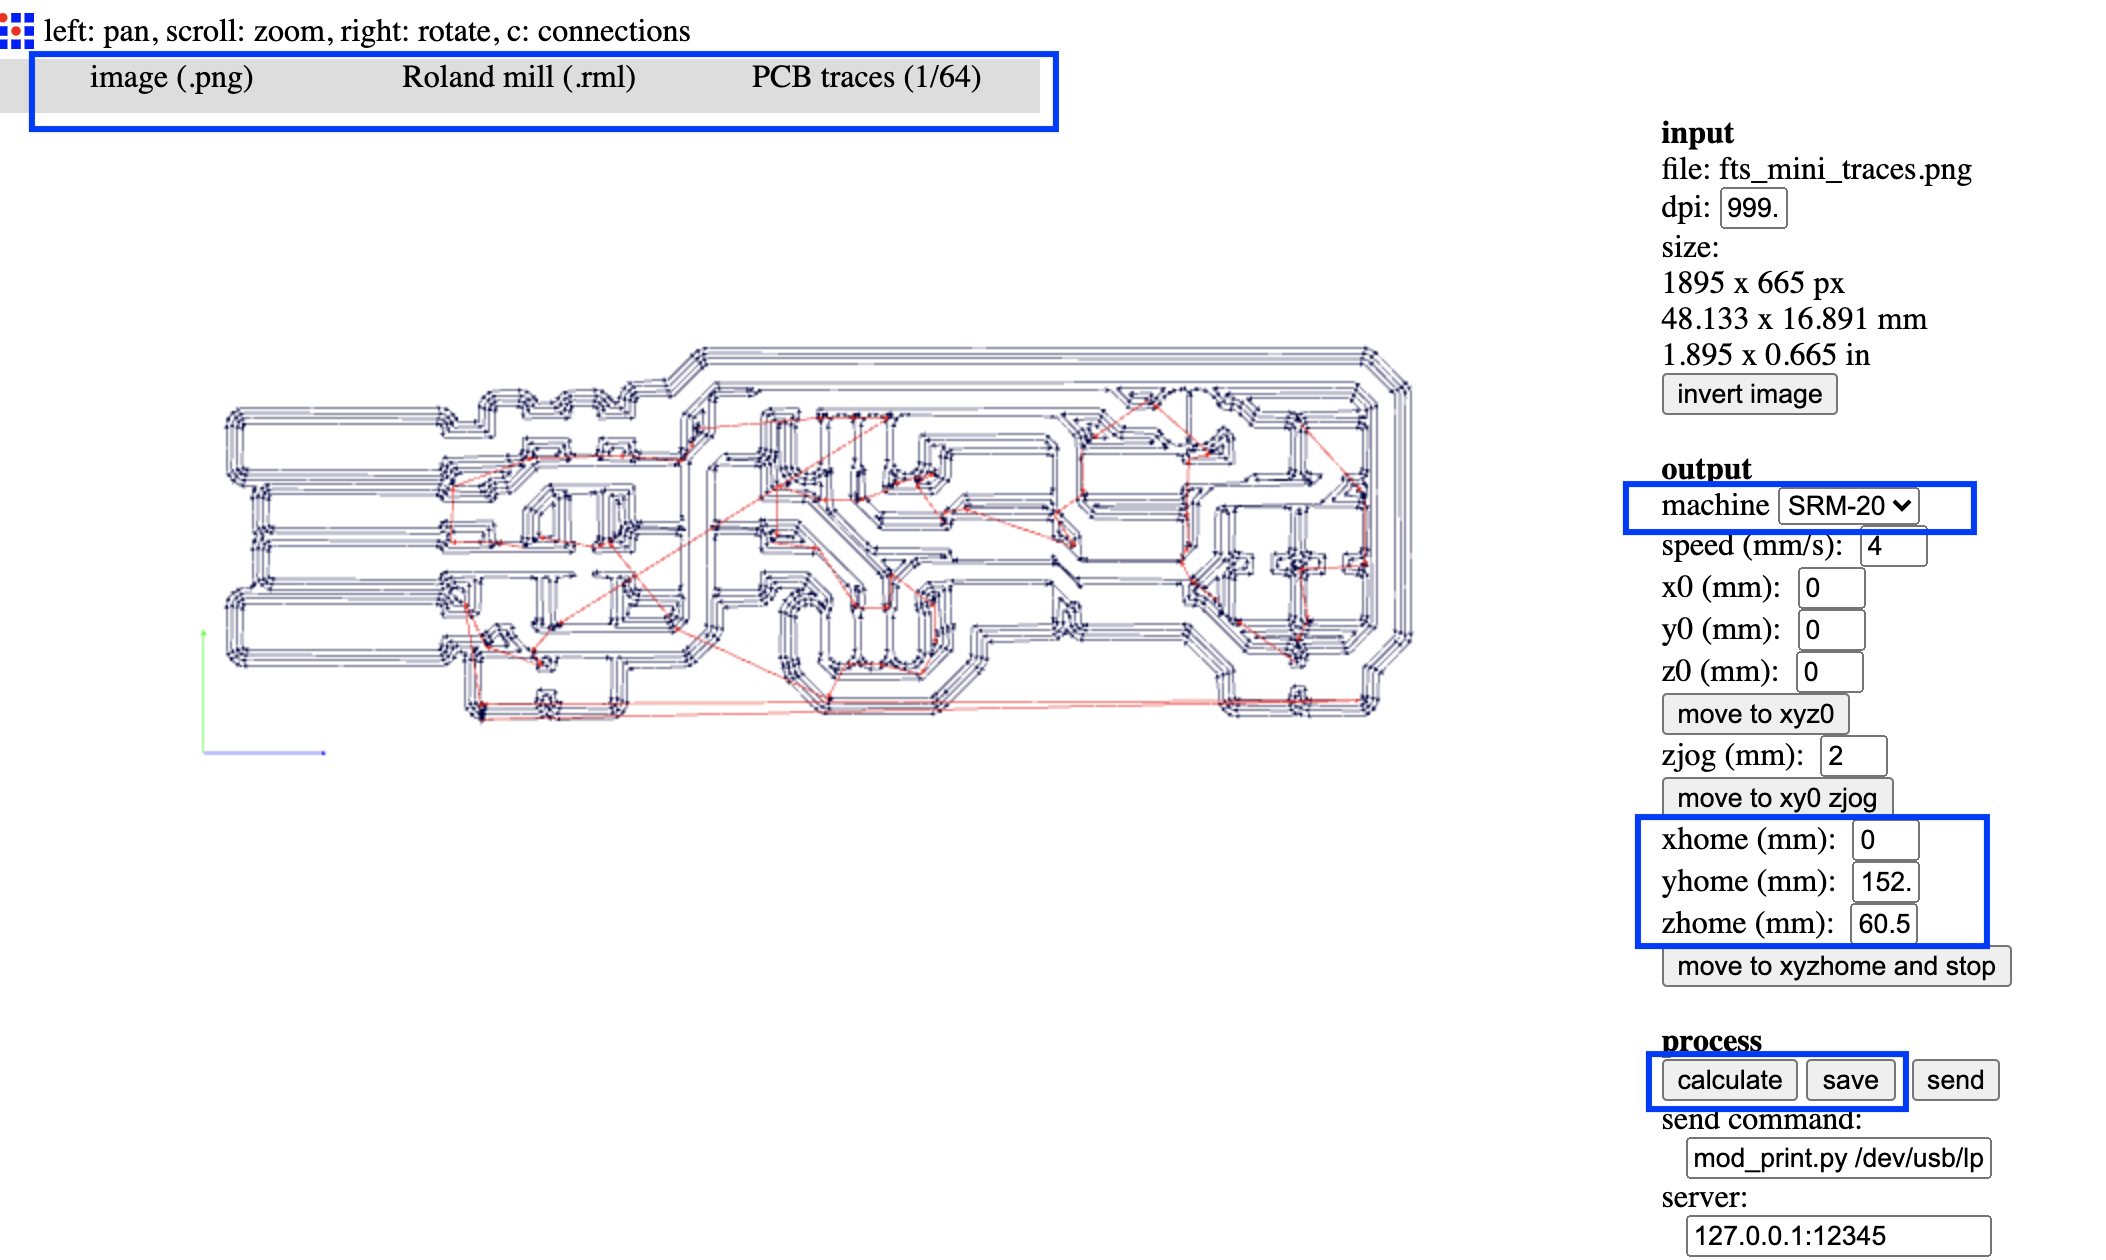 left: pan, scroll: zoom, right: rotate, c: connections
image (.png) Roland mill (.rml) PCB traces (1/64)
input
file: fts_mini_traces.png
dpi: 999.
size:
1895 x 665 px
48.133 x 16.891 mm
1.895 x 0.665 in
invert image
output
machine SRM-20
speed (mm/s): 4
x0 (mm): 0
y0 (mm): 0
z0 (mm): 0
move to xyz0
zjog (mm): 2
move to xy0 zjog
xhome (mm): 0
yhome (mm): 152.
zhome (mm): 60.5
move to xyzhome and stop
process
calculate save send
send command:
mod_print.py /dev/usb/lp
server:
127.0.0.1:12345